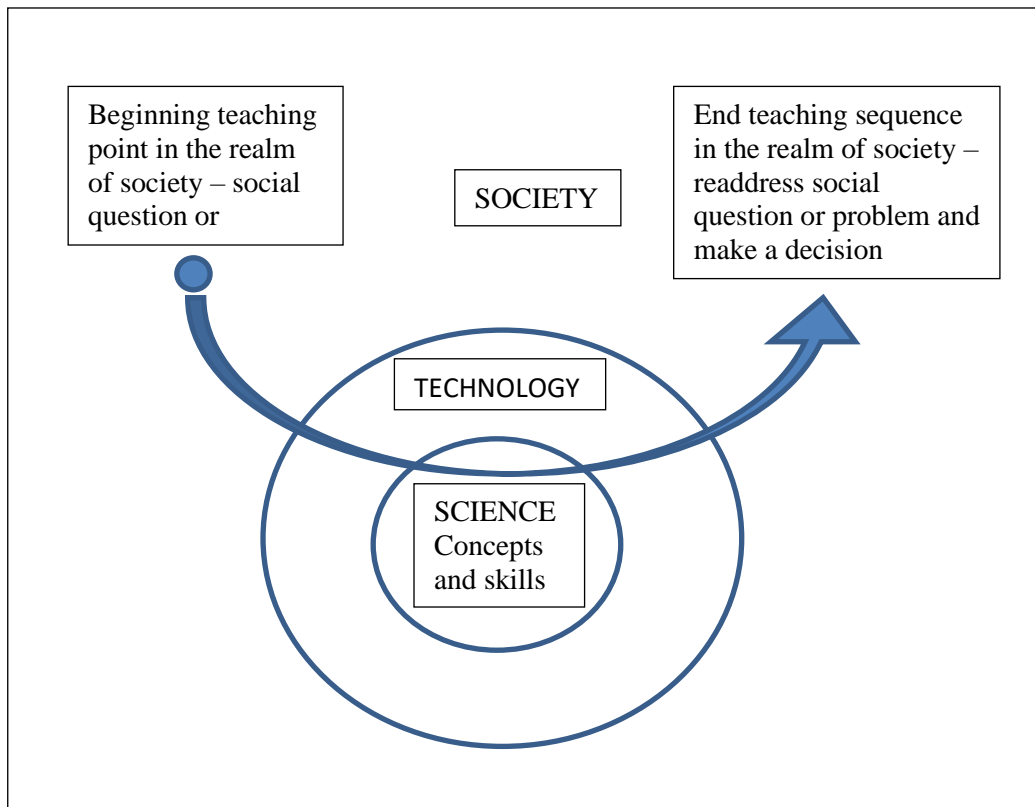 Beginning teaching
point in the realm
of society – social
question or
SOCIETY
End teaching sequence
in the realm of society –
readdress social
question or problem and
make a decision
TECHNOLOGY
SCIENCE
Concepts
and skills